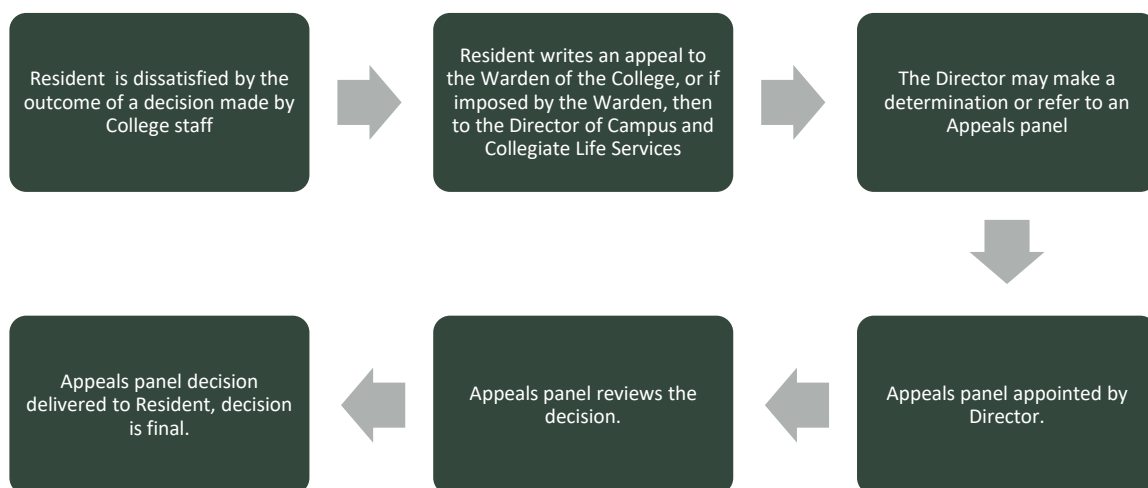 Resident  is dissatisfied by the
outcome of a decision made by
College staff
Resident writes an appeal to
the Warden of the College, or if
imposed by the Warden, then
to the Director of Campus and
Collegiate Life Services
The Director may make a
determination or refer to an
Appeals panel
Appeals panel appointed by
Director.
Appeals panel reviews the
decision.
Appeals panel decision
delivered to Resident, decision
is final.